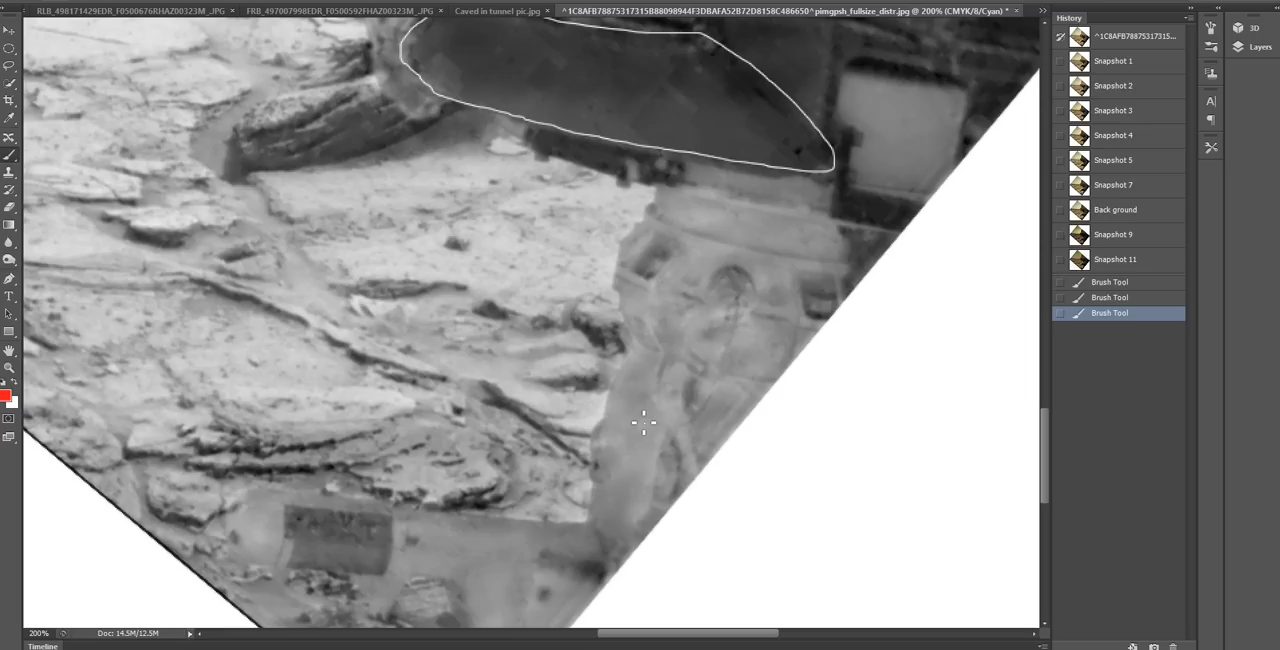 RLB_498171429EDR_F0500676RHAZ00323M_.JPG × FRB_497007998EDR_F0500592FHAZ00323M_.JPG × Caved in tunnel pic.jpg × ^1C8AFB78875317315B88098944F3DBAFA52B72D8158C486650^pimgpsh_fullsize_distr.jpg @ 200% (CMYK/8/Cyan) * ×
History
^1C8AFB78875317315...
Snapshot 1
Snapshot 2
Snapshot 3
Snapshot 4
Snapshot 5
Snapshot 7
Back ground
Snapshot 9
Snapshot 11
Brush Tool
Brush Tool
Brush Tool
3D
Layers
200% Doc: 14.5M/12.5M
Timeline